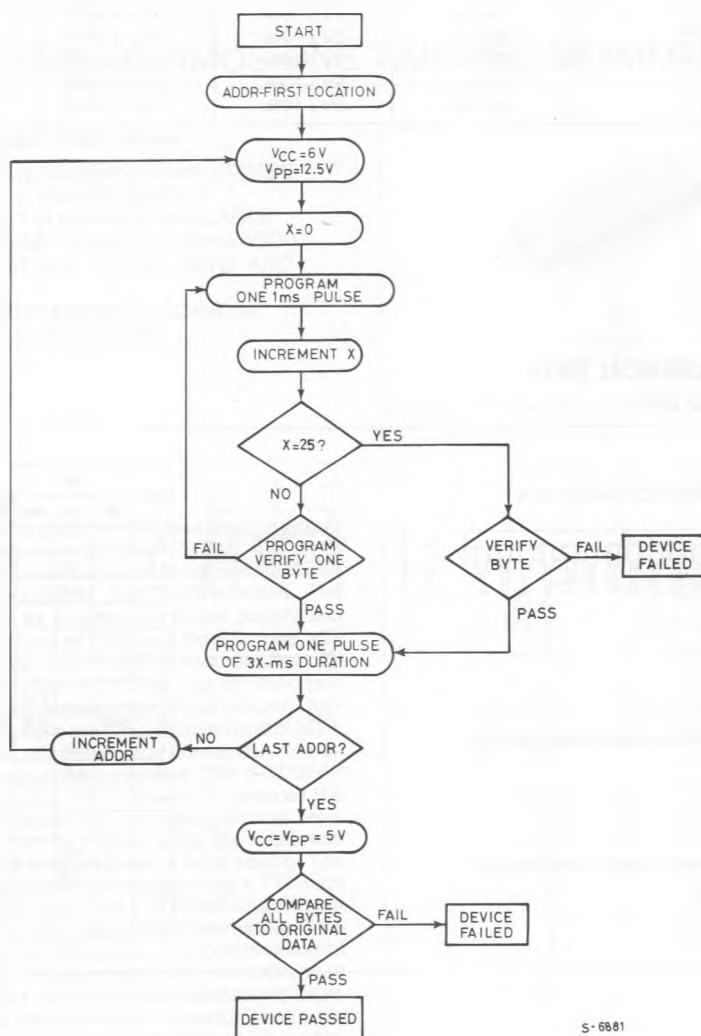 START
ADDR-FIRST LOCATION
VCC=6V
VPP=12.5V
X=0
PROGRAM
ONE 1ms PULSE
INCREMENT X
X=25?
YES
NO
FAIL
PROGRAM
VERIFY ONE
BYTE
VERIFY
BYTE
FAIL
DEVICE
FAILED
PASS
PASS
PROGRAM ONE PULSE
OF 3X-ms DURATION
INCREMENT
ADDR
NO
LAST ADDR?
YES
VCC=VPP=5V
COMPARE
ALL BYTES
TO ORIGINAL
DATA
FAIL
DEVICE
FAILED
PASS
DEVICE PASSED
S-6881